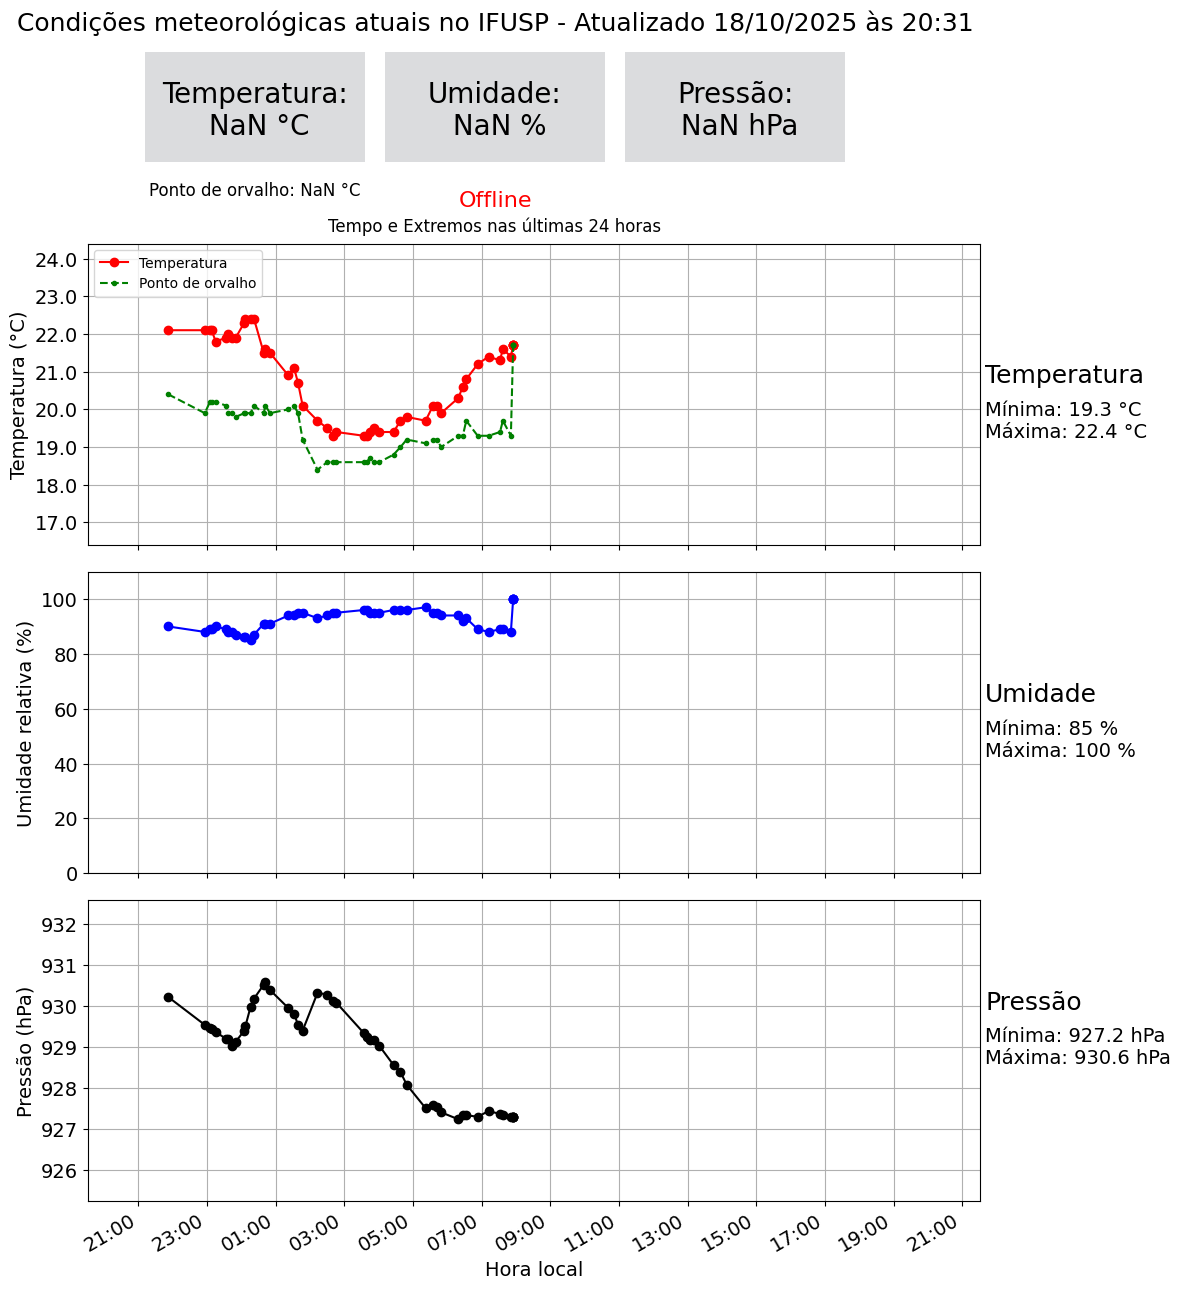 Condições meteorológicas atuais no IFUSP - Atualizado 18/10/2025 às 20:31
Temperatura:
NaN °C
Umidade:
NaN %
Pressão:
NaN hPa
Ponto de orvalho: NaN °C
Offline
Tempo e Extremos nas últimas 24 horas
Temperatura (°C)
24.0
23.0
22.0
21.0
20.0
19.0
18.0
17.0
Temperatura
Ponto de orvalho
Temperatura
Mínima: 19.3 °C
Máxima: 22.4 °C
Umidade relativa (%)
100
80
60
40
20
0
Umidade
Mínima: 85 %
Máxima: 100 %
Pressão (hPa)
932
931
930
929
928
927
926
Pressão
Mínima: 927.2 hPa
Máxima: 930.6 hPa
21:00
23:00
01:00
03:00
05:00
07:00
09:00
11:00
13:00
15:00
17:00
19:00
21:00
Hora local